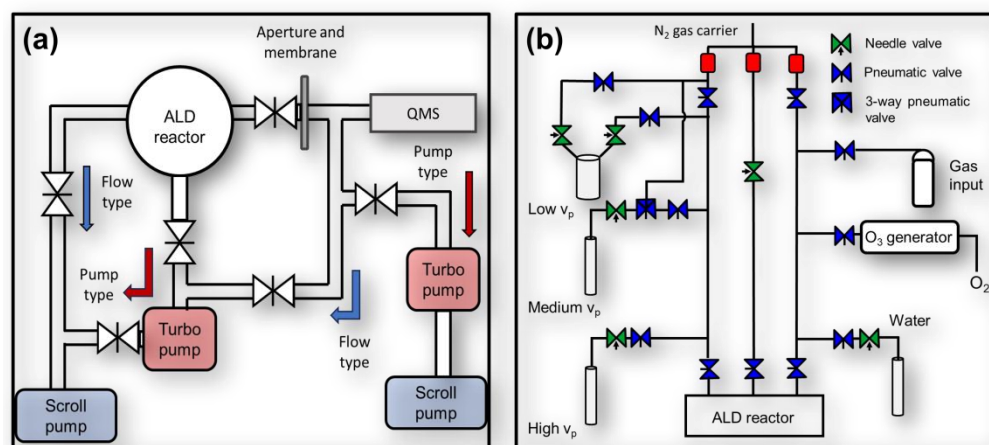 (a)
Aperture and
membrane
ALD
reactor
QMS
Flow
type
Pump
type
Pump
type
Turbo
pump
Turbo
pump
Flow
type
Scroll
pump
Scroll
pump
(b)
N2 gas carrier
Needle valve
Pneumatic valve
3-way pneumatic
valve
Low vp
Gas
input
O3 generator
O2
Medium vp
Water
High vp
ALD reactor